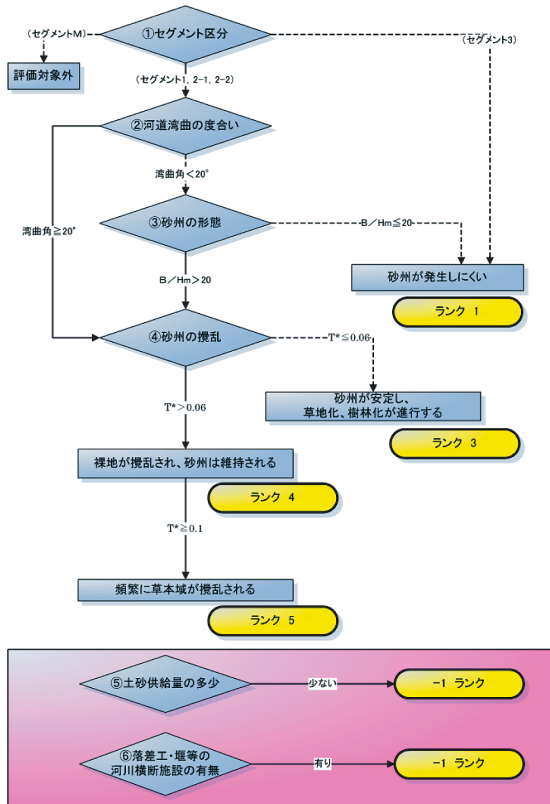 ①セグメント区分
(セグメントM)
(セグメント3)
評価対象外
(セグメント1, 2-1, 2-2)
②河道湾曲の度合い
湾曲角<20°
湾曲角≧20°
③砂州の形態
B/Hm≦20
B/Hm>20
砂州が発生しにくい
ランク 1
④砂州の攪乱
T*≦0.06
T*>0.06
砂州が安定し、
草地化、樹林化が進行する
ランク 3
裸地が攪乱され、砂州は維持される
ランク 4
T*≧0.1
頻繁に草本域が攪乱される
ランク 5
⑤土砂供給量の多少
少ない
-1 ランク
⑥落差工・堰等の
河川横断施設の有無
有り
-1 ランク